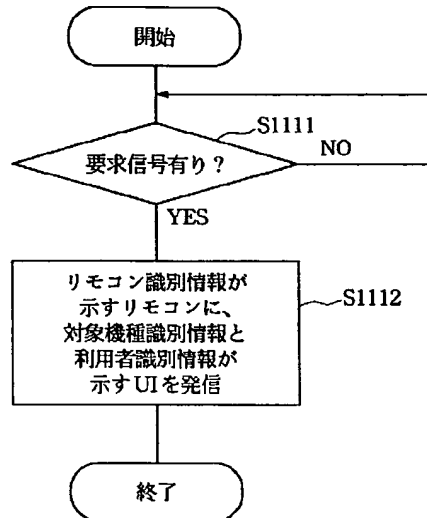 開始
S1111
要求信号有り?
NO
YES
リモコン識別情報が
示すリモコンに、
対象機種識別情報と
利用者識別情報が
示すUIを発信
S1112
終了